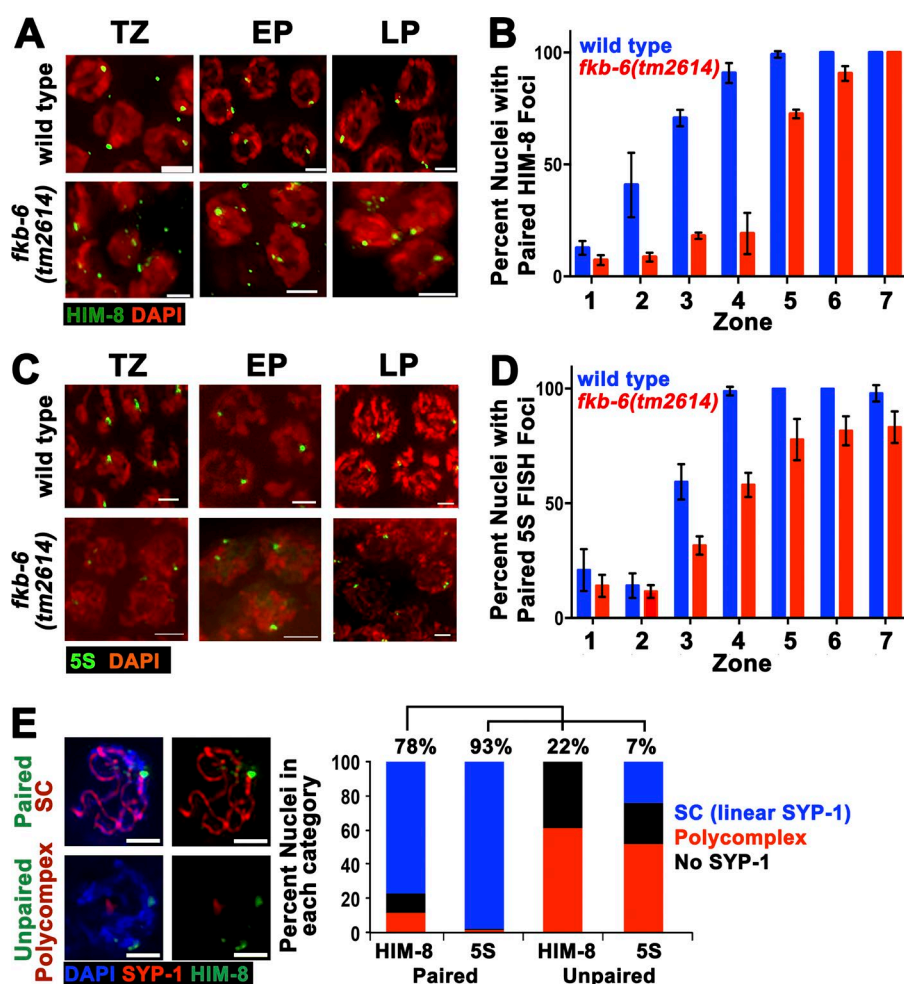 A
TZ
EP
LP
wild type
fkb-6
(tm2614)
HIM-8 DAPI
B
wild type
fkb-6(tm2614)
Percent Nuclei with
Paired HIM-8 Foci
100
50
0
1 2 3 4 5 6 7
Zone
C
TZ
EP
LP
wild type
fkb-6
(tm2614)
5S DAPI
D
wild type
fkb-6(tm2614)
Percent Nuclei with
Paired 5S FISH Foci
100
50
0
1 2 3 4 5 6 7
Zone
E
Paired
SC
Unpaired
Polycompex
DAPI SYP-1 HIM-8
Percent Nuclei in
each category
100
80
60
40
20
0
78% 93% 22% 7%
HIM-8 5S HIM-8 5S
Paired Unpaired
SC (linear SYP-1)
Polycomplex
No SYP-1